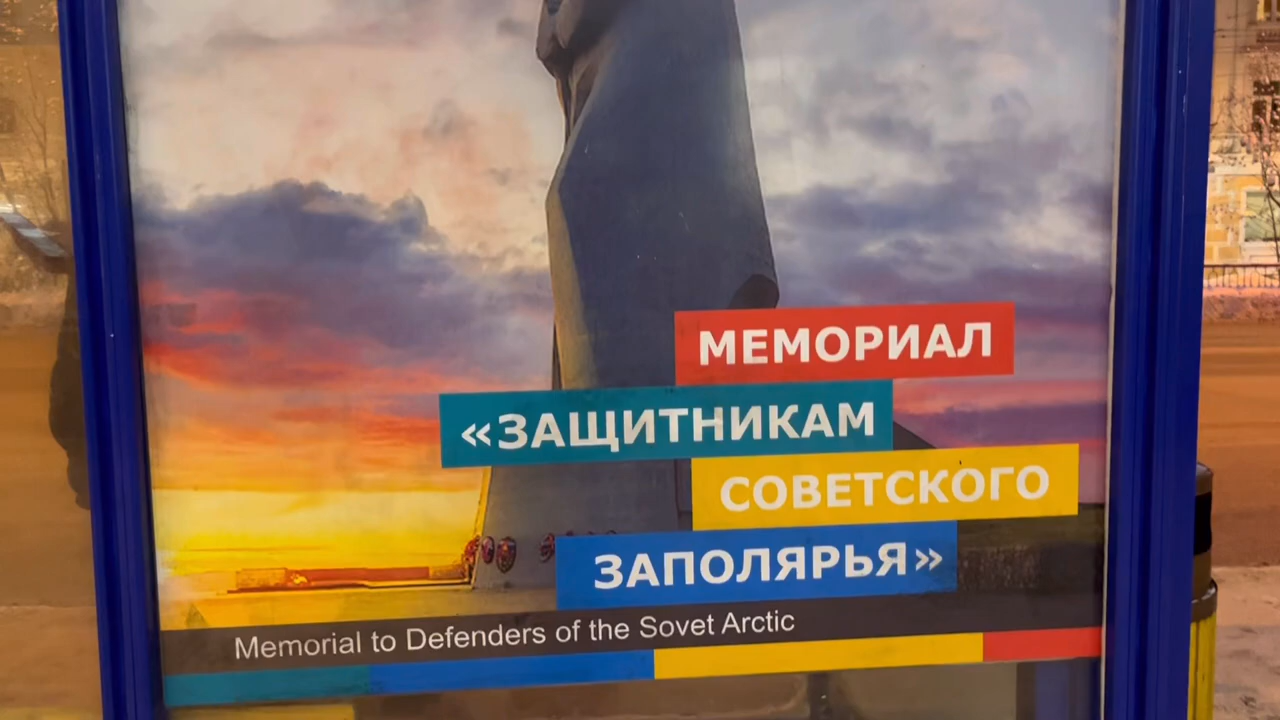 МЕМОРИАЛ
«ЗАЩИТНИКАМ
СОВЕТСКОГО
ЗАПОЛЯРЬЯ»
Memorial to Defenders of the Sovet Arctic